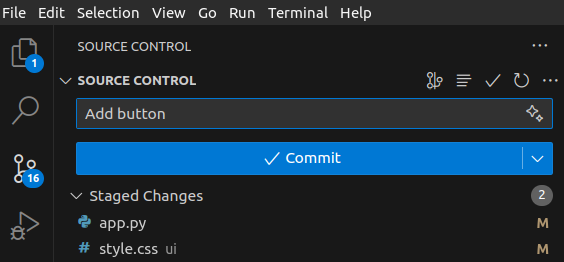 File Edit Selection View Go Run Terminal Help
SOURCE CONTROL
1
SOURCE CONTROL
Add button
Commit
16
Staged Changes 2
app.py M
# style.css ui M